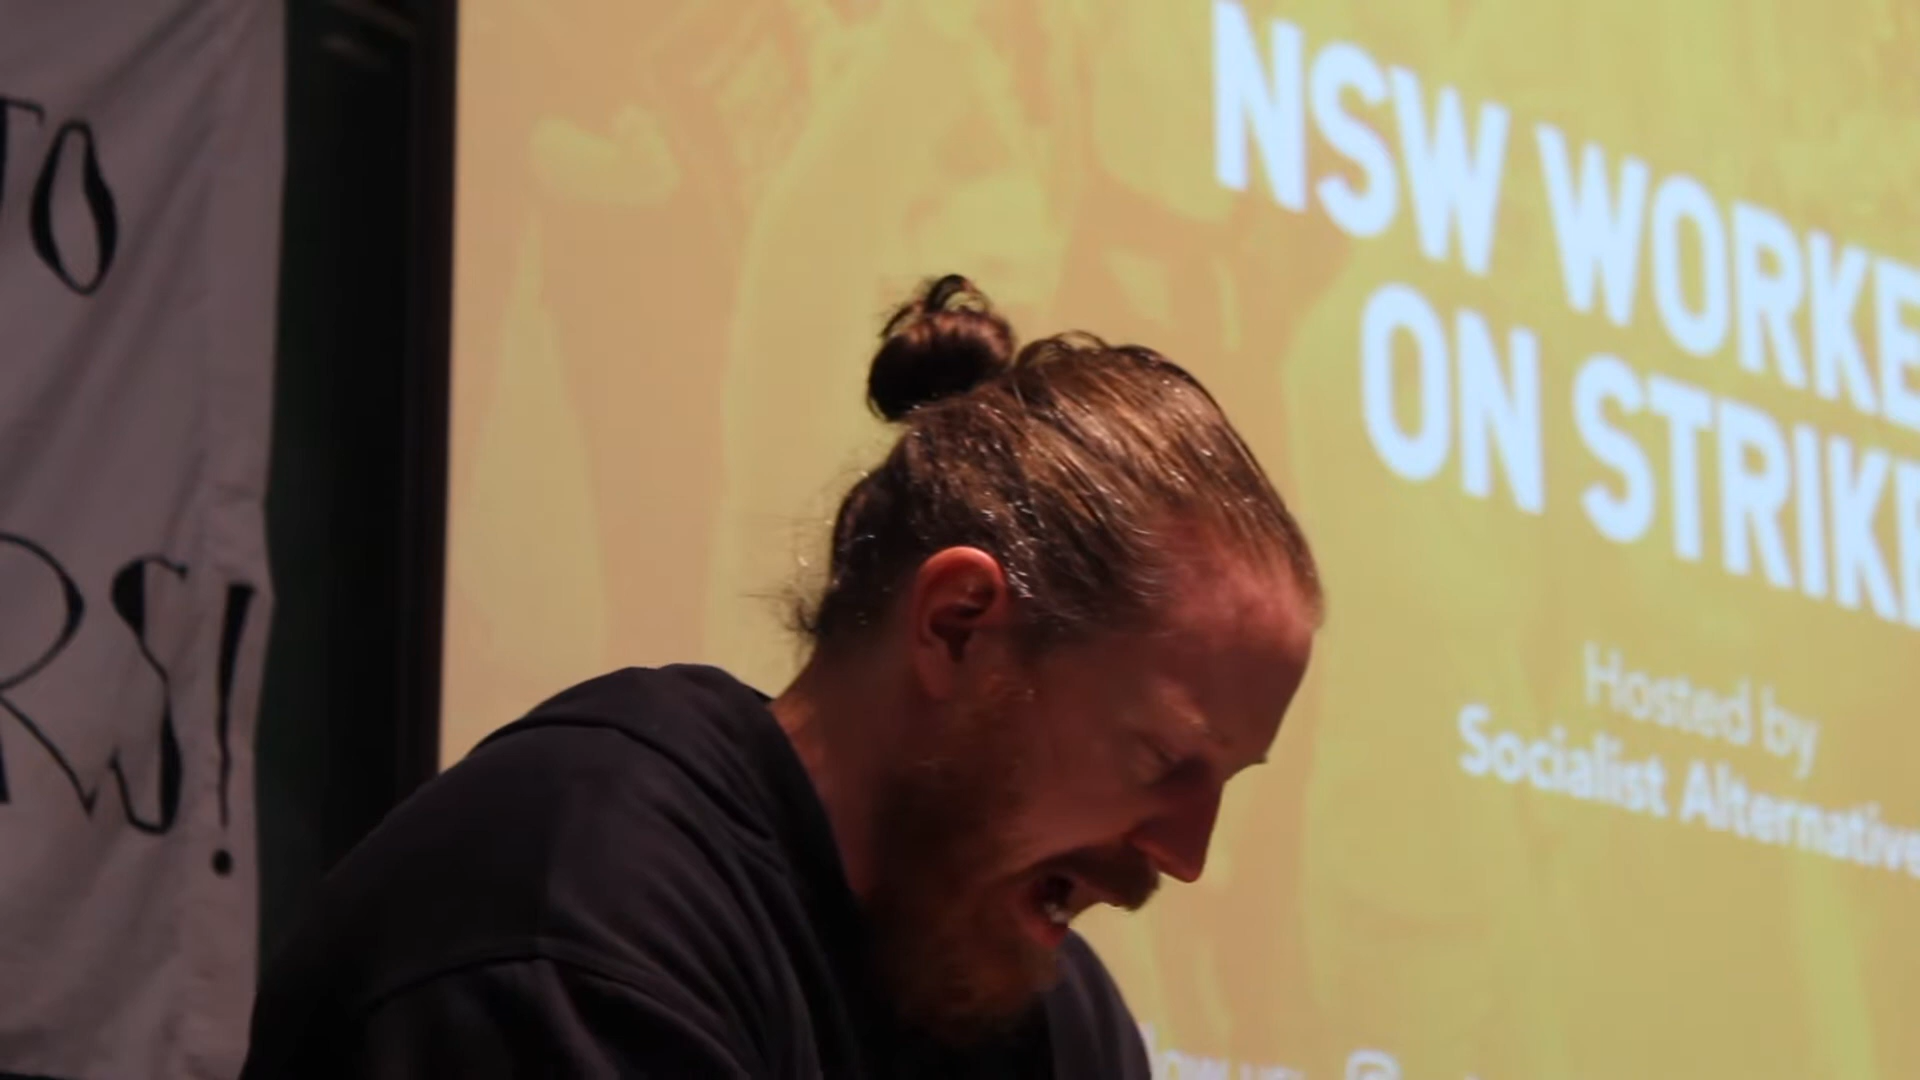 TO
RS!
NSW WORKE
ON STRIKE
Hosted by
Socialist Alternative